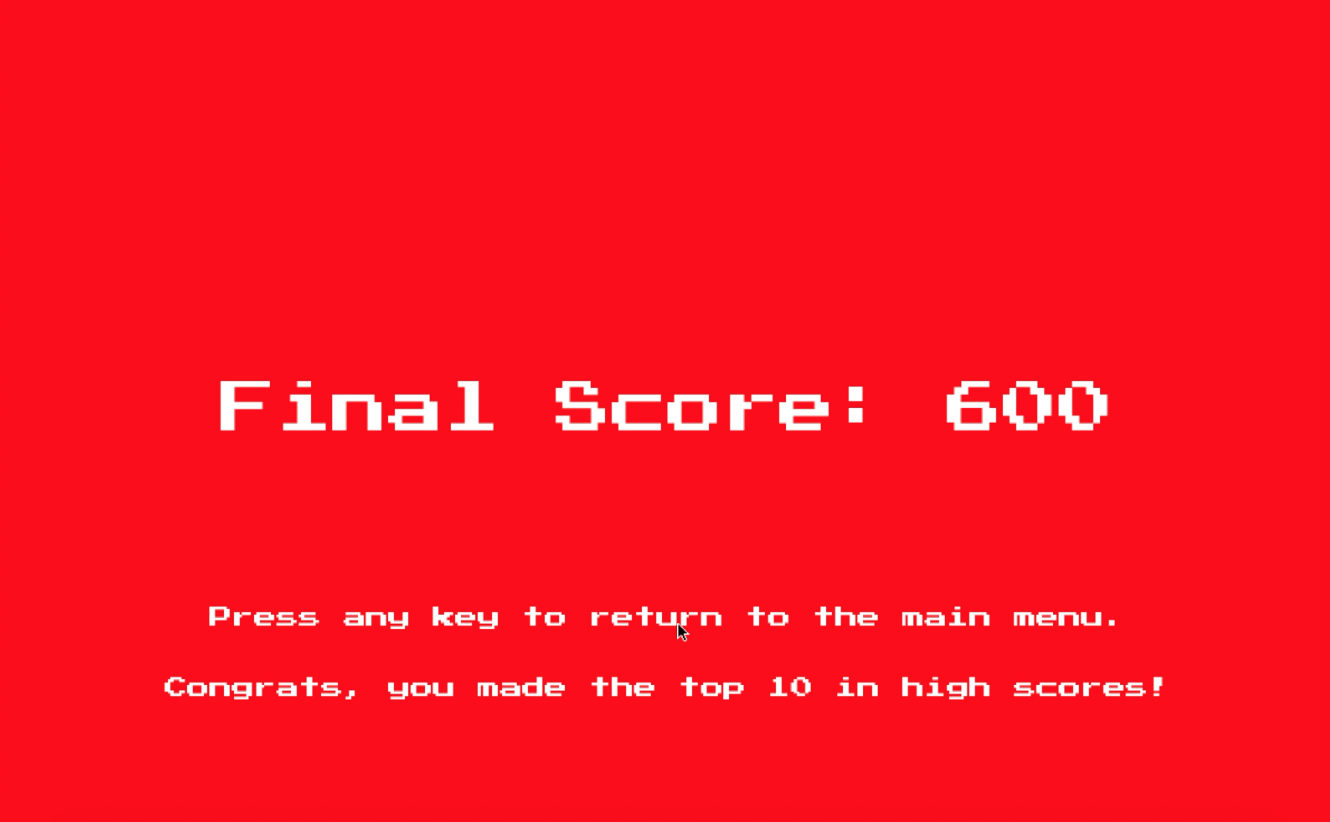 Final Score: 600
Press any key to return to the main menu.
Congrats, you made the top 10 in high scores!